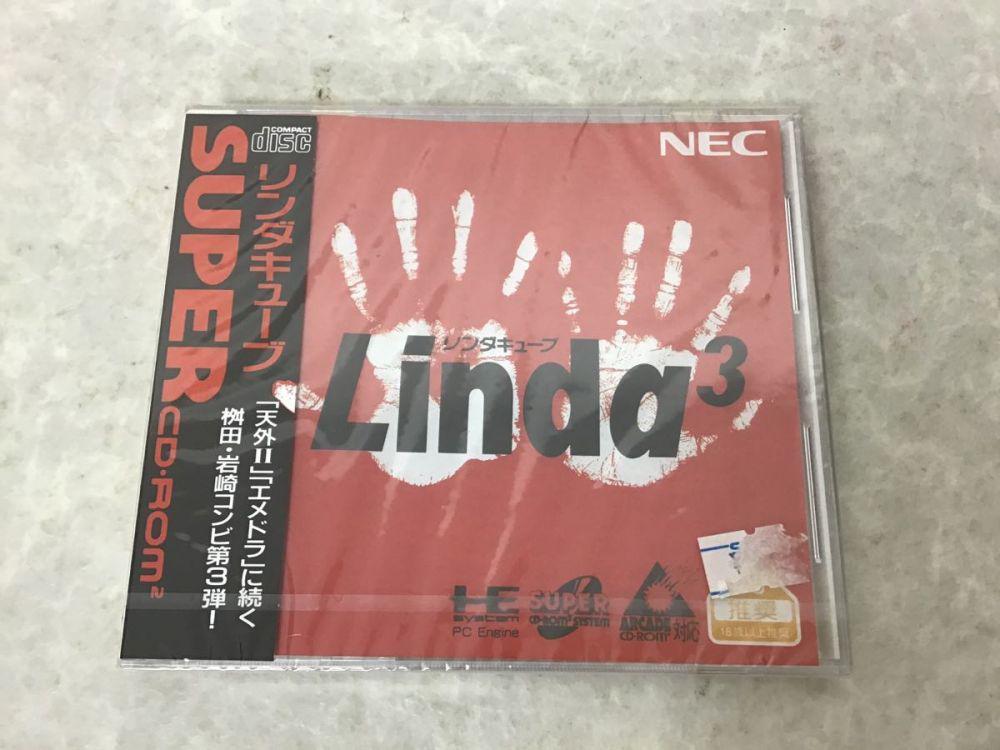 COMPACT
disc
SUPER CD・ROM2
リンダキューブ
「天外II」「エメドラ」に続く
桝田・岩崎コンビ第3弾!
NEC
リンダキューブ
Linda3
HE
System
PC Engine
SUPER
CD-ROM2 SYSTEM
ARCADE
CD-ROM2
対応
推奨
18歳以上推奨